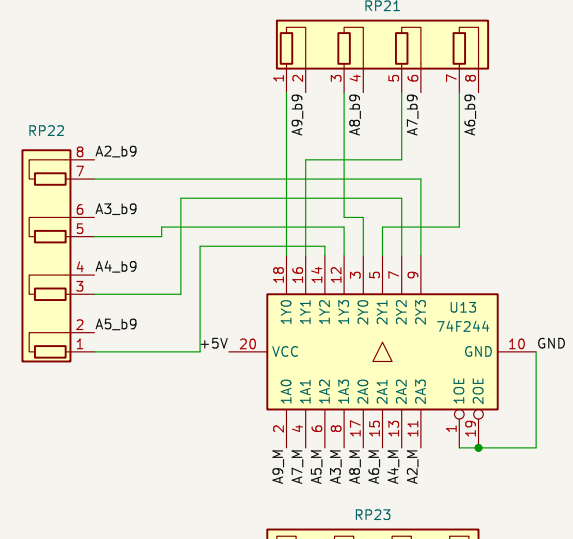 RP21
1 2 3 4 5 6 7 8
A9_b9 A8_b9 A7_b9 A6_b9
RP22
8 A2_b9
7
6 A3_b9
5
4 A4_b9
3
2 A5_b9
1
18 16 14 12 3 5 7 9
1Y0 1Y1 1Y2 1Y3 2Y0 2Y1 2Y2 2Y3
U13
74F244
+5V 20 VCC GND 10 GND
1A0 1A1 1A2 1A3 2A0 2A1 2A2 2A3 1OE 2OE
2 4 6 8 17 15 13 11 1 19
A9_M A7_M A5_M A3_M A8_M A6_M A4_M A2_M
RP23